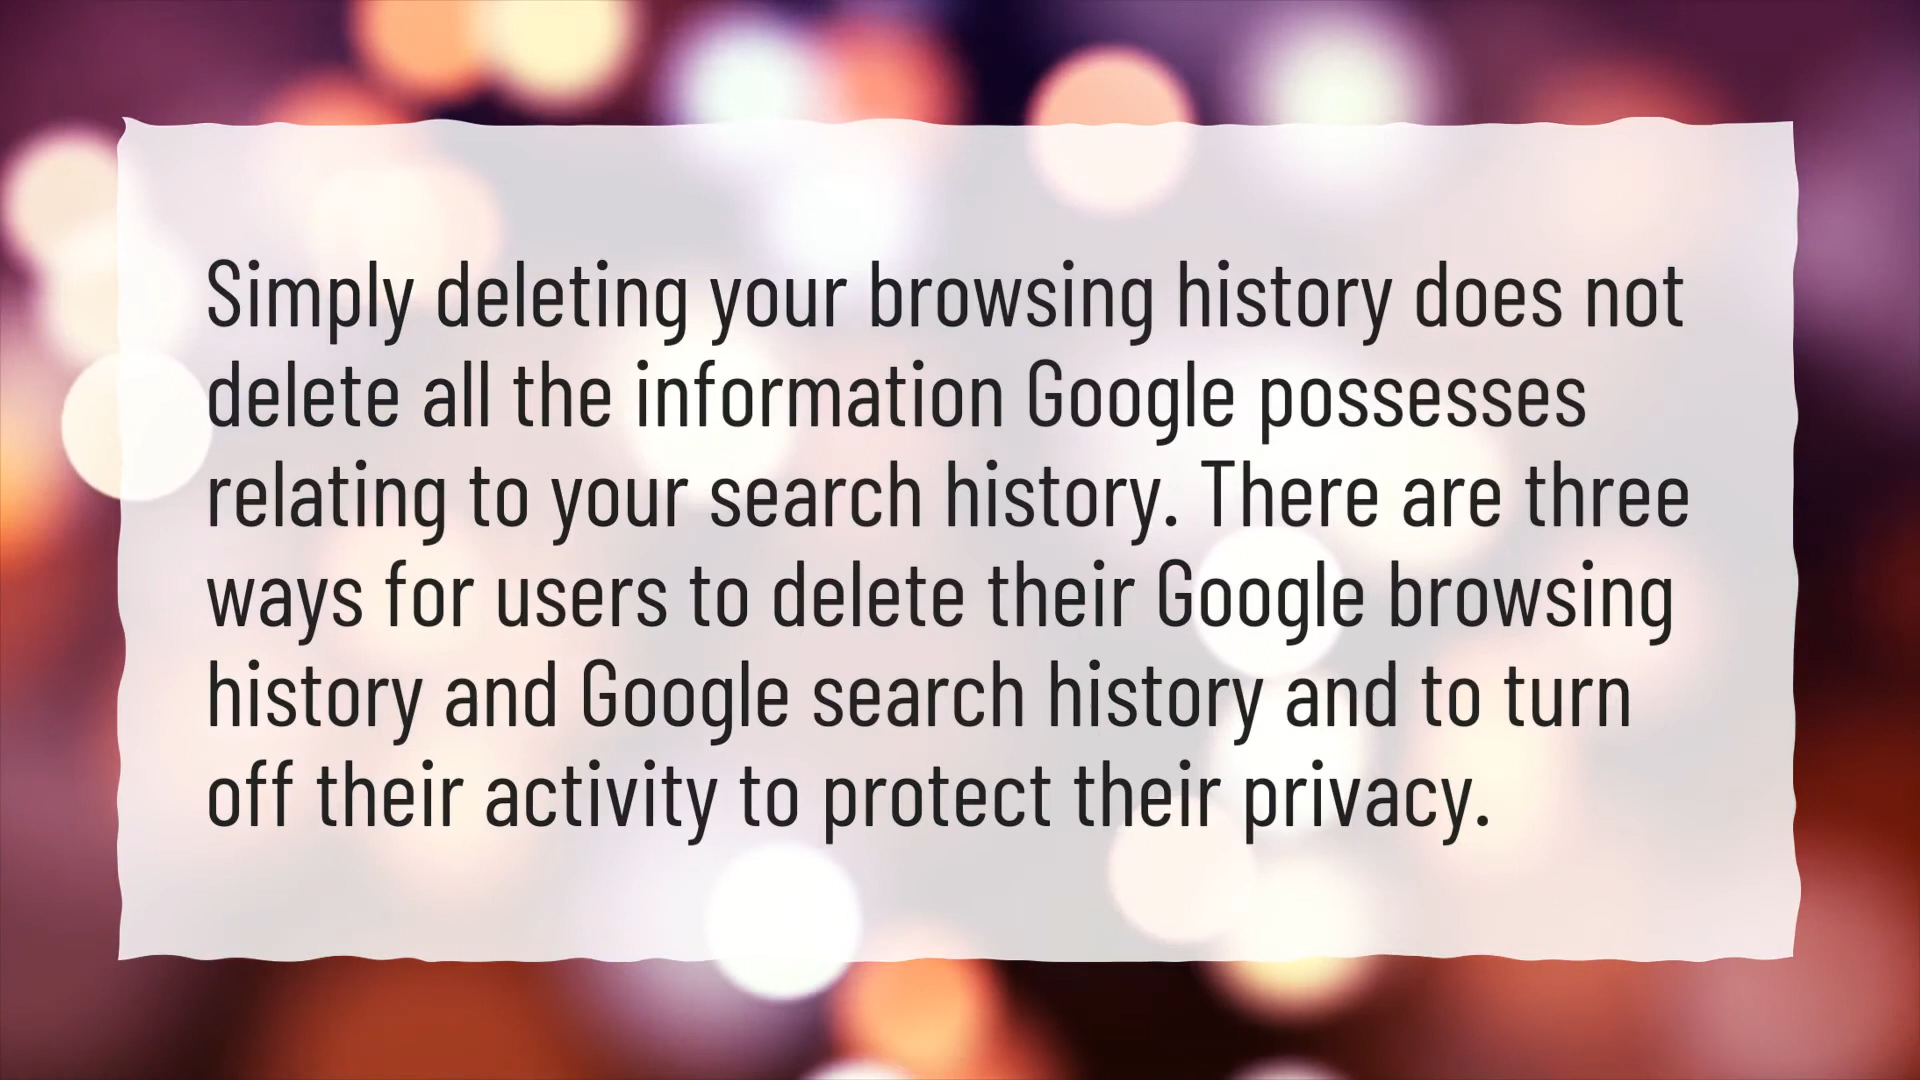 Simply deleting your browsing history does not
delete all the information Google possesses
relating to your search history. There are three
ways for users to delete their Google browsing
history and Google search history and to turn
off their activity to protect their privacy.